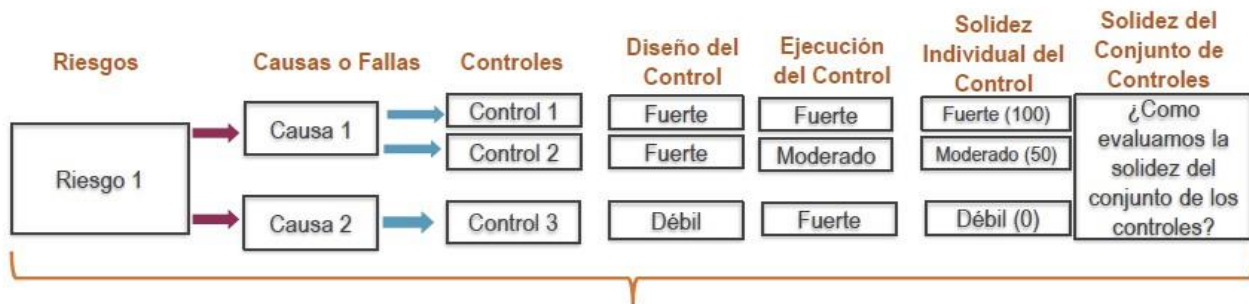 Riesgos
Causas o Fallas
Controles
Diseño del
Control
Ejecución
del Control
Solidez
Individual del
Control
Solidez del
Conjunto de
Controles
Riesgo 1
Causa 1
Control 1
Fuerte
Fuerte
Fuerte (100)
Control 2
Fuerte
Moderado
Moderado (50)
Causa 2
Control 3
Débil
Fuerte
Débil (0)
¿Como
evaluamos la
solidez del
conjunto de los
controles?